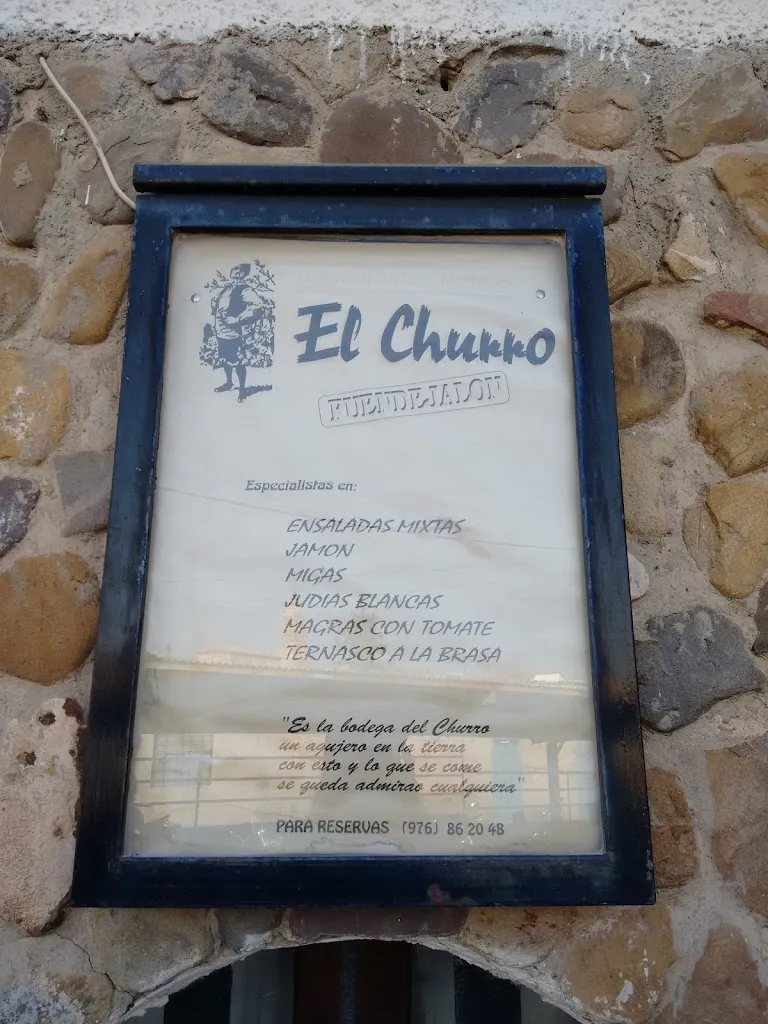 El Churro
FUENDEJALON
Especialistas en:
ENSALADAS MIXTAS
JAMON
MIGAS
JUDIAS BLANCAS
MAGRAS CON TOMATE
TERNASCO A LA BRASA
"Es la bodega del Churro
un agujero en la tierra
con esto y lo que se come
se queda admirao cualquiera"
PARA RESERVAS (976) 86 20 48